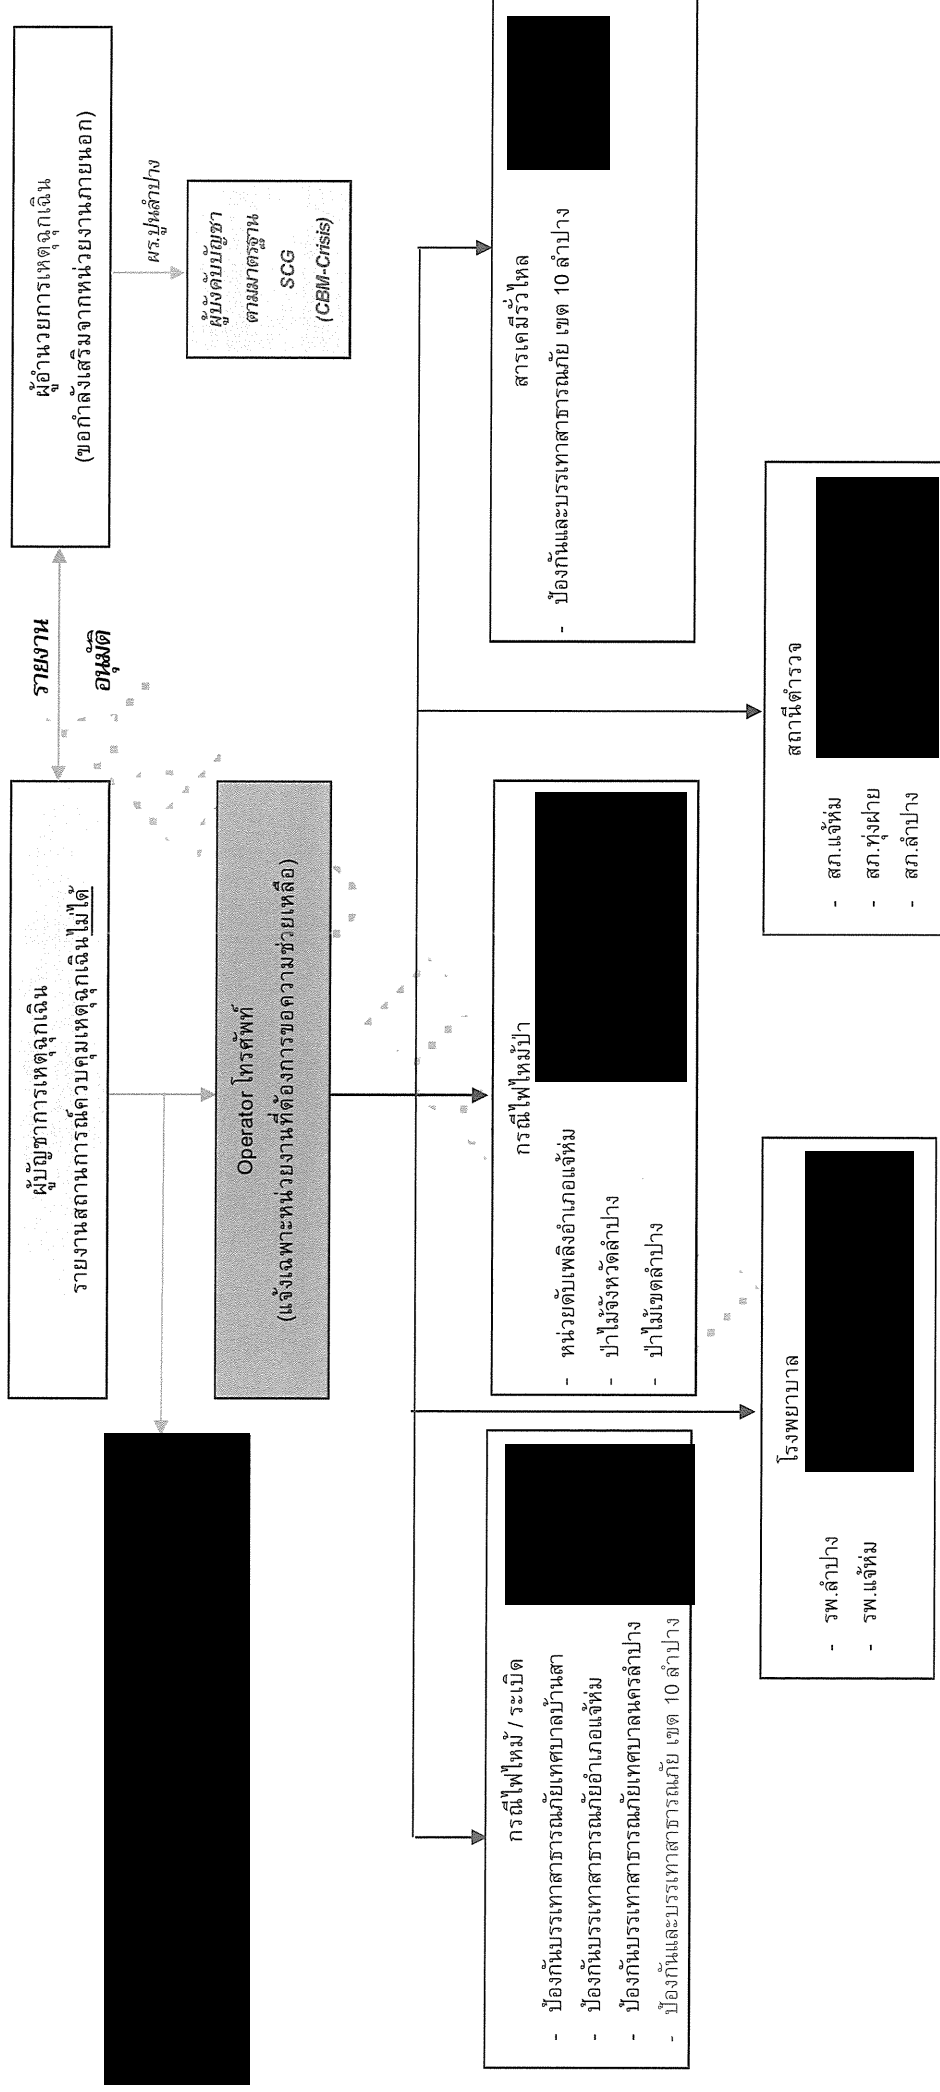 ผู้บัญชาการเหตุฉุกเฉิน
รายงานสถานการณ์ควบคุมเหตุฉุกเฉินไม่ได้
รายงาน
อนุมัติ
ผู้อำนวยการเหตุฉุกเฉิน
(ขอกำลังเสริมจากหน่วยงานภายนอก)
ผร.ปูนลำปาง
ผู้บังคับบัญชา
ตามมาตรฐาน
SCG
(CBM-Crisis)
Operator โทรศัพท์
(แจ้งเฉพาะหน่วยงานที่ต้องการขอความช่วยเหลือ)
กรณีไฟไหม้ / ระเบิด
- ป้องกันบรรเทาสาธารณภัยเทศบาลบ้านสา
- ป้องกันบรรเทาสาธารณภัยอำเภอแจ้ห่ม
- ป้องกันบรรเทาสาธารณภัยเทศบาลนครลำปาง
- ป้องกันและบรรเทาสาธารณภัย เขต 10 ลำปาง
กรณีไฟไหม้ป่า
- หน่วยดับเพลิงอำเภอแจ้ห่ม
- ป่าไม้จังหวัดลำปาง
- ป่าไม้เขตลำปาง
สารเคมีรั่วไหล
- ป้องกันและบรรเทาสาธารณภัย เขต 10 ลำปาง
โรงพยาบาล
- รพ.ลำปาง
- รพ.แจ้ห่ม
สถานีตำรวจ
- สภ.แจ้ห่ม
- สภ.ทุ่งฝาย
- สภ.ลำปาง